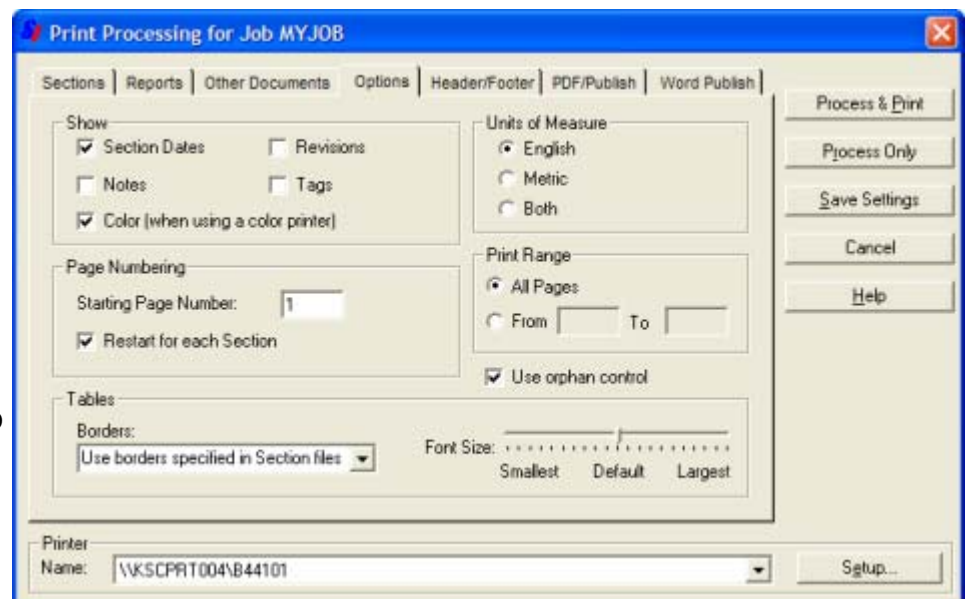 Print Processing for Job MYJOB
Sections Reports Other Documents Options Header/Footer PDF/Publish Word Publish
Show
Section Dates Revisions
Notes Tags
Color (when using a color printer)
Page Numbering
Starting Page Number: 1
Restart for each Section
Units of Measure
English
Metric
Both
Print Range
All Pages
From To
Use orphan control
Tables
Borders:
Use borders specified in Section files
Font Size:
Smallest Default Largest
Process & Print
Process Only
Save Settings
Cancel
Help
Printer
Name: \\KSCPRT004\B44101
Setup...